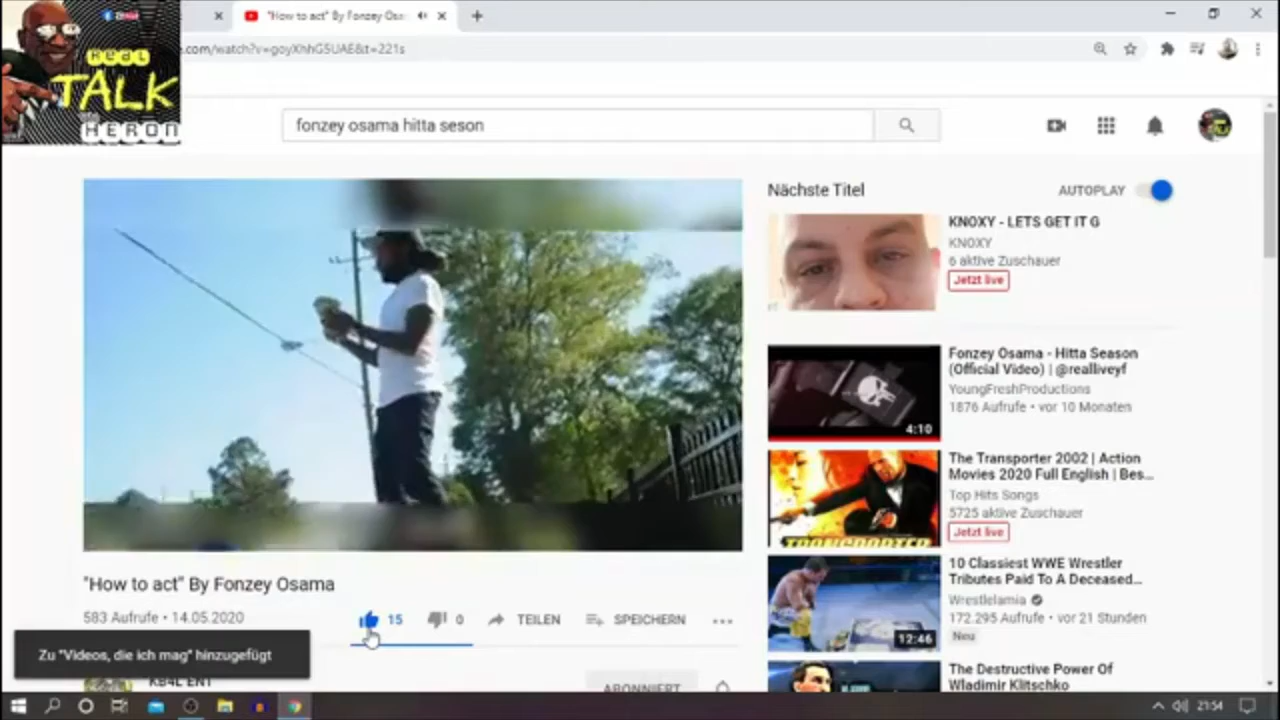 "How to act" By Fonzey Osa
.com/watch?v=goyXhhG5UAE&t=221s
ReaL
TALK
HERON
fonzey osama hitta seson
Nächste Titel
AUTOPLAY
KNOXY - LETS GET IT G
KNOXY
6 aktive Zuschauer
Jetzt live
Fonzey Osama - Hitta Season
(Official Video) | @realliveyf
YoungFreshProductions
1876 Aufrufe • vor 10 Monaten
4:10
The Transporter 2002 | Action
Movies 2020 Full English | Bes...
Top Hits Songs
5725 aktive Zuschauer
Jetzt live
10 Classiest WWE Wrestler
Tributes Paid To A Deceased...
Wrestlelamia
172.295 Aufrufe • vor 21 Stunden
12:46
Neu
The Destructive Power Of
Wladimir Klitschko
"How to act" By Fonzey Osama
583 Aufrufe • 14.05.2020
15
0
TEILEN
SPEICHERN
Zu "Videos, die ich mag" hinzugefügt
KB4L ENT
ABONNIERT
21:54